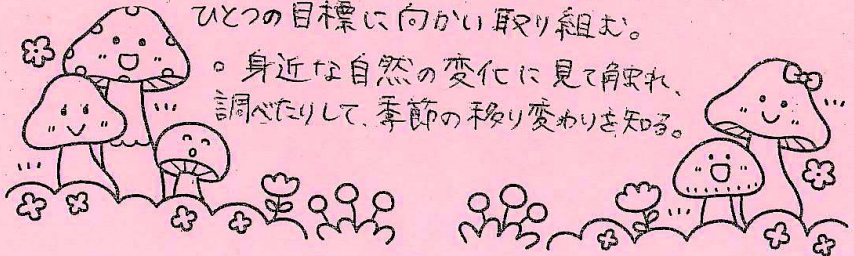 ひとつの目標に向かい取り組む。
。身近な自然の変化に見て触れ、
調べたりして、季節の移り変わりを知る。